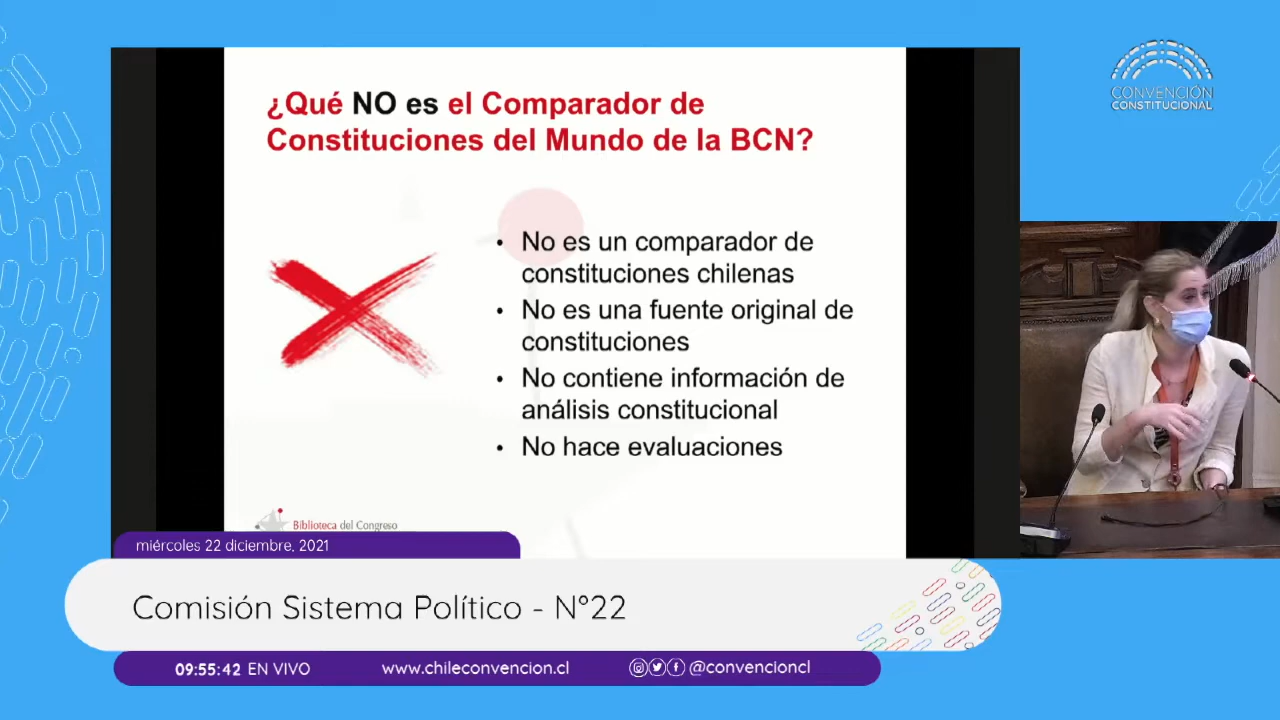 ¿Qué NO es el Comparador de
Constituciones del Mundo de la BCN?
• No es un comparador de
constituciones chilenas
• No es una fuente original de
constituciones
• No contiene información de
análisis constitucional
• No hace evaluaciones
Biblioteca del Congreso
CONVENCIÓN
CONSTITUCIONAL
miércoles 22 diciembre, 2021
Comisión Sistema Político - N°22
09:55:42 EN VIVO
www.chileconvencion.cl
@convencioncl